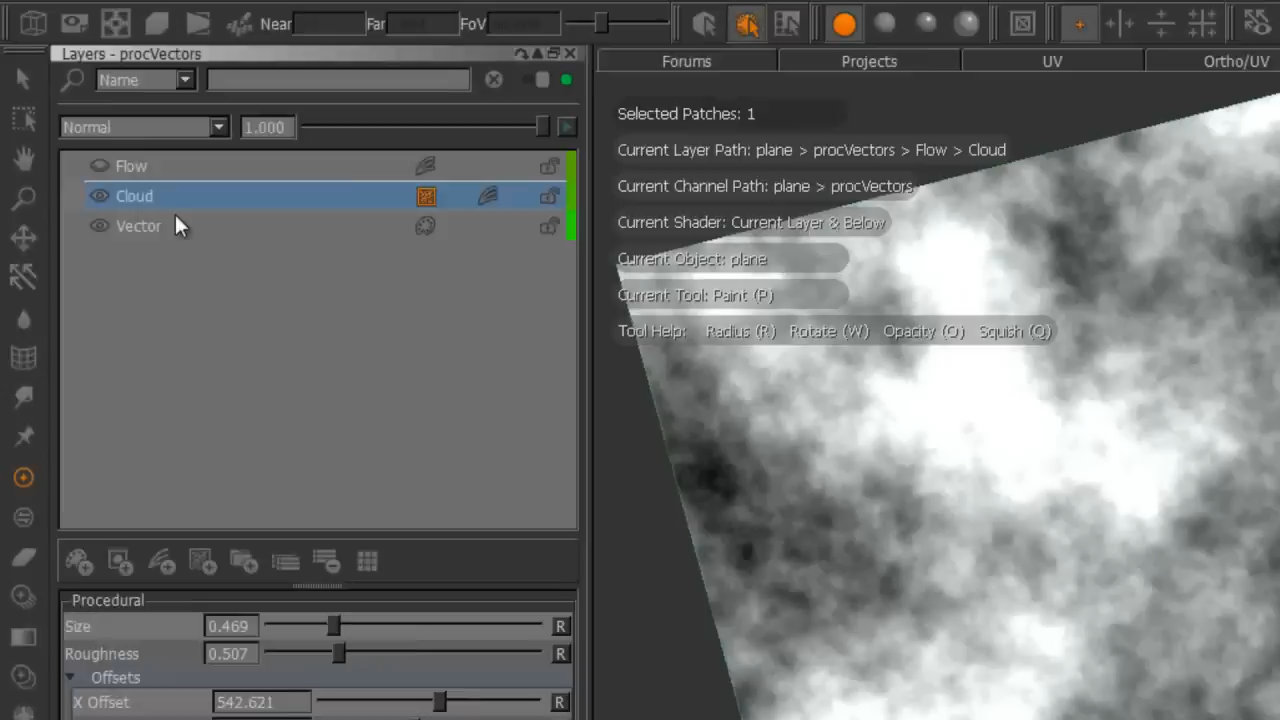 Near Far FoV
Layers - procVectors
Name
Forums Projects UV Ortho/UV
Normal 1.000
Selected Patches: 1
Current Layer Path: plane > procVectors > Flow > Cloud
Current Channel Path: plane > procVectors
Current Shader: Current Layer & Below
Current Object: plane
Current Tool: Paint (P)
Tool Help: Radius (R) Rotate (W) Opacity (O) Squish (Q)
Flow
Cloud
Vector
Procedural
Size 0.469 R
Roughness 0.507 R
Offsets
X Offset 542.621 R